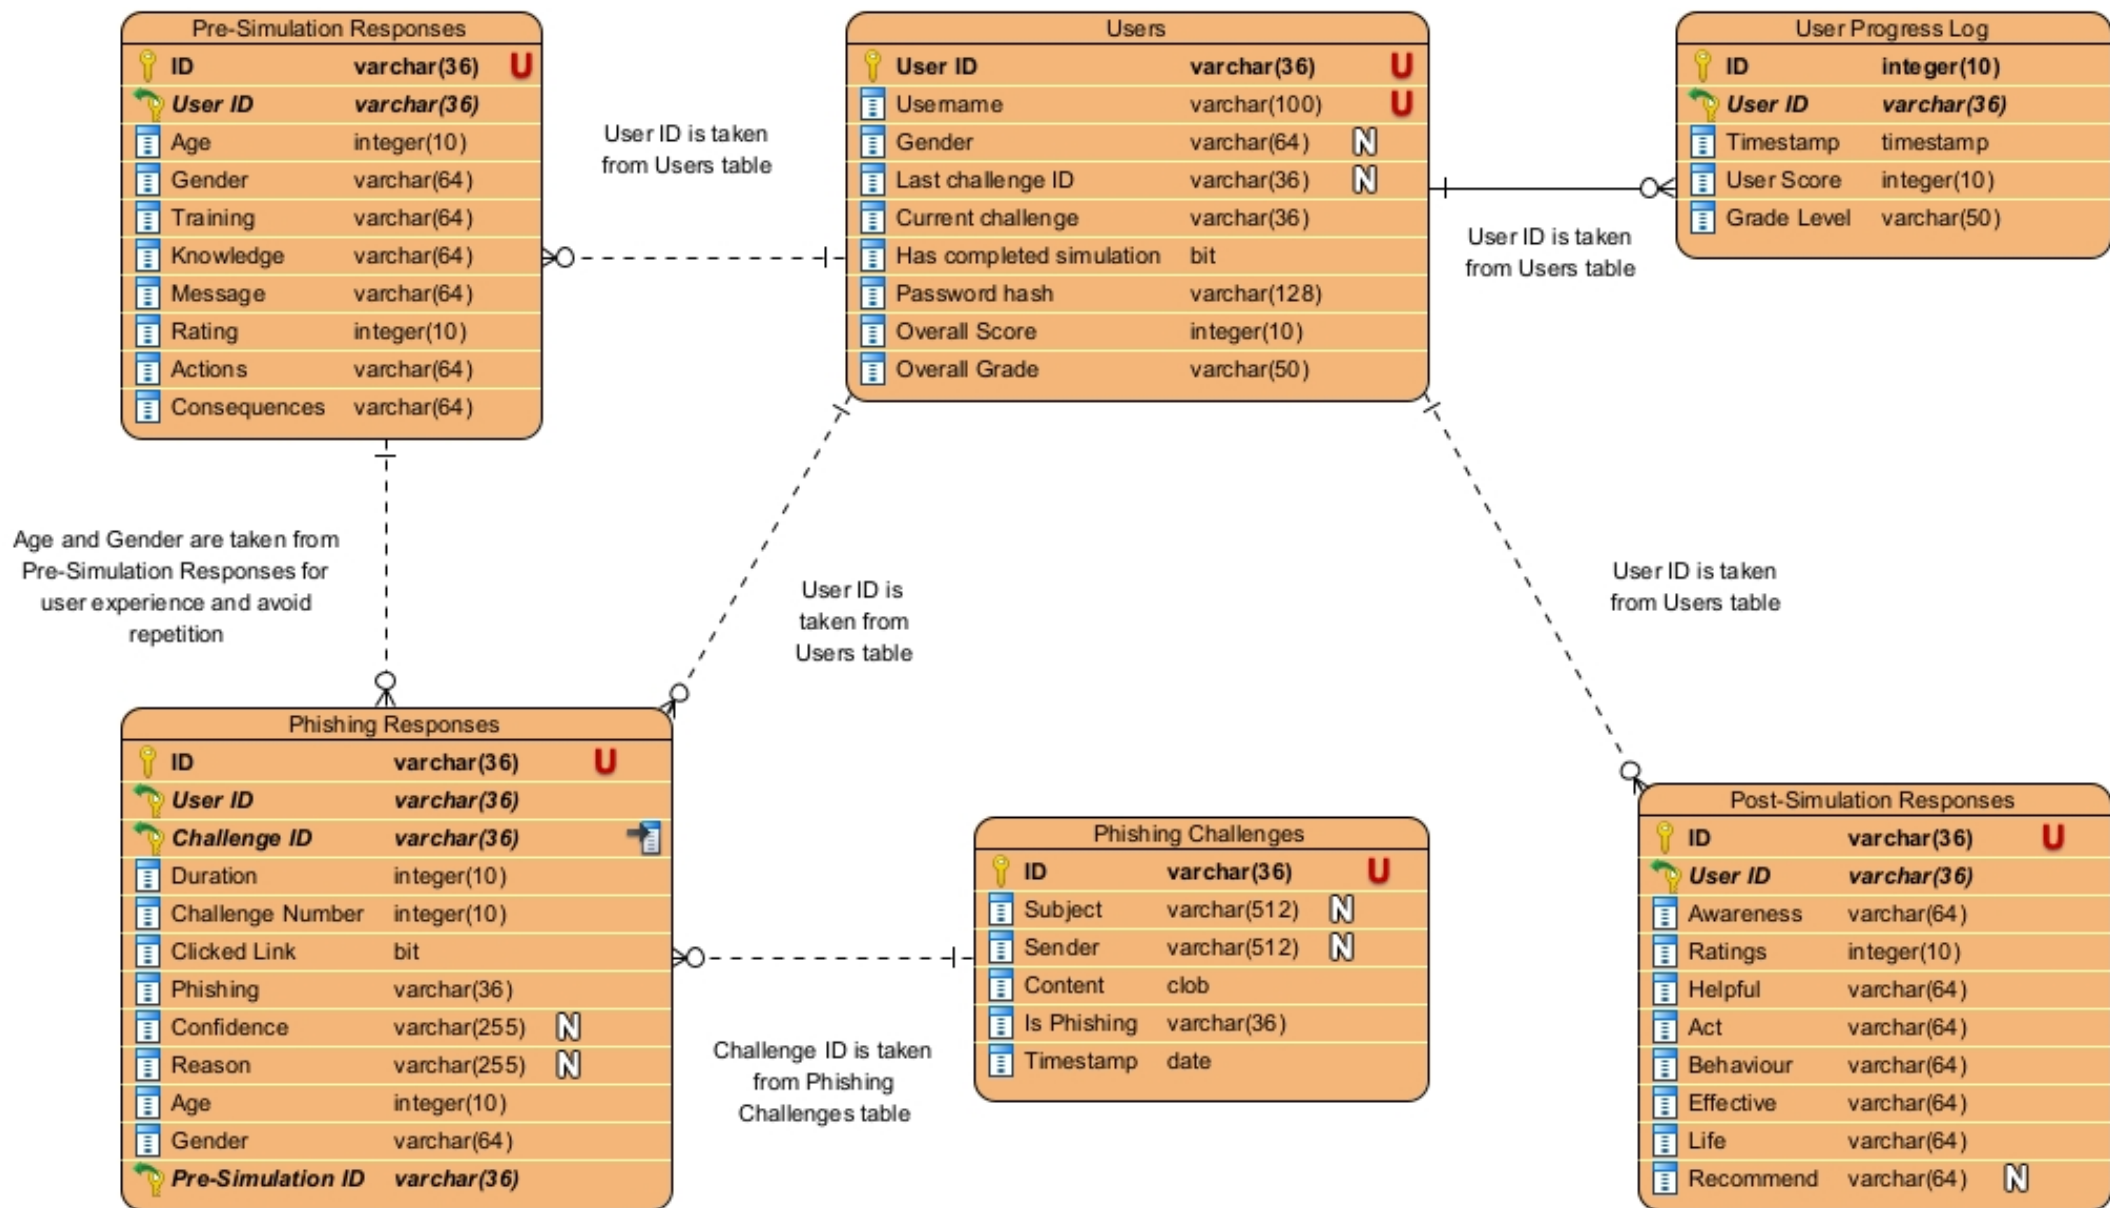 Pre-Simulation Responses
ID varchar(36) U
User ID varchar(36)
Age integer(10)
Gender varchar(64)
Training varchar(64)
Knowledge varchar(64)
Message varchar(64)
Rating integer(10)
Actions varchar(64)
Consequences varchar(64)
User ID is taken
from Users table
Users
User ID varchar(36) U
Username varchar(100) U
Gender varchar(64) N
Last challenge ID varchar(36) N
Current challenge varchar(36)
Has completed simulation bit
Password hash varchar(128)
Overall Score integer(10)
Overall Grade varchar(50)
User ID is taken
from Users table
User Progress Log
ID integer(10)
User ID varchar(36)
Timestamp timestamp
User Score integer(10)
Grade Level varchar(50)
Age and Gender are taken from
Pre-Simulation Responses for
user experience and avoid
repetition
User ID is
taken from
Users table
User ID is taken
from Users table
Phishing Responses
ID varchar(36) U
User ID varchar(36)
Challenge ID varchar(36)
Duration integer(10)
Challenge Number integer(10)
Clicked Link bit
Phishing varchar(36)
Confidence varchar(255) N
Reason varchar(255) N
Age integer(10)
Gender varchar(64)
Pre-Simulation ID varchar(36)
Challenge ID is taken
from Phishing
Challenges table
Phishing Challenges
ID varchar(36) U
Subject varchar(512) N
Sender varchar(512) N
Content clob
Is Phishing varchar(36)
Timestamp date
Post-Simulation Responses
ID varchar(36) U
User ID varchar(36)
Awareness varchar(64)
Ratings integer(10)
Helpful varchar(64)
Act varchar(64)
Behaviour varchar(64)
Effective varchar(64)
Life varchar(64)
Recommend varchar(64) N